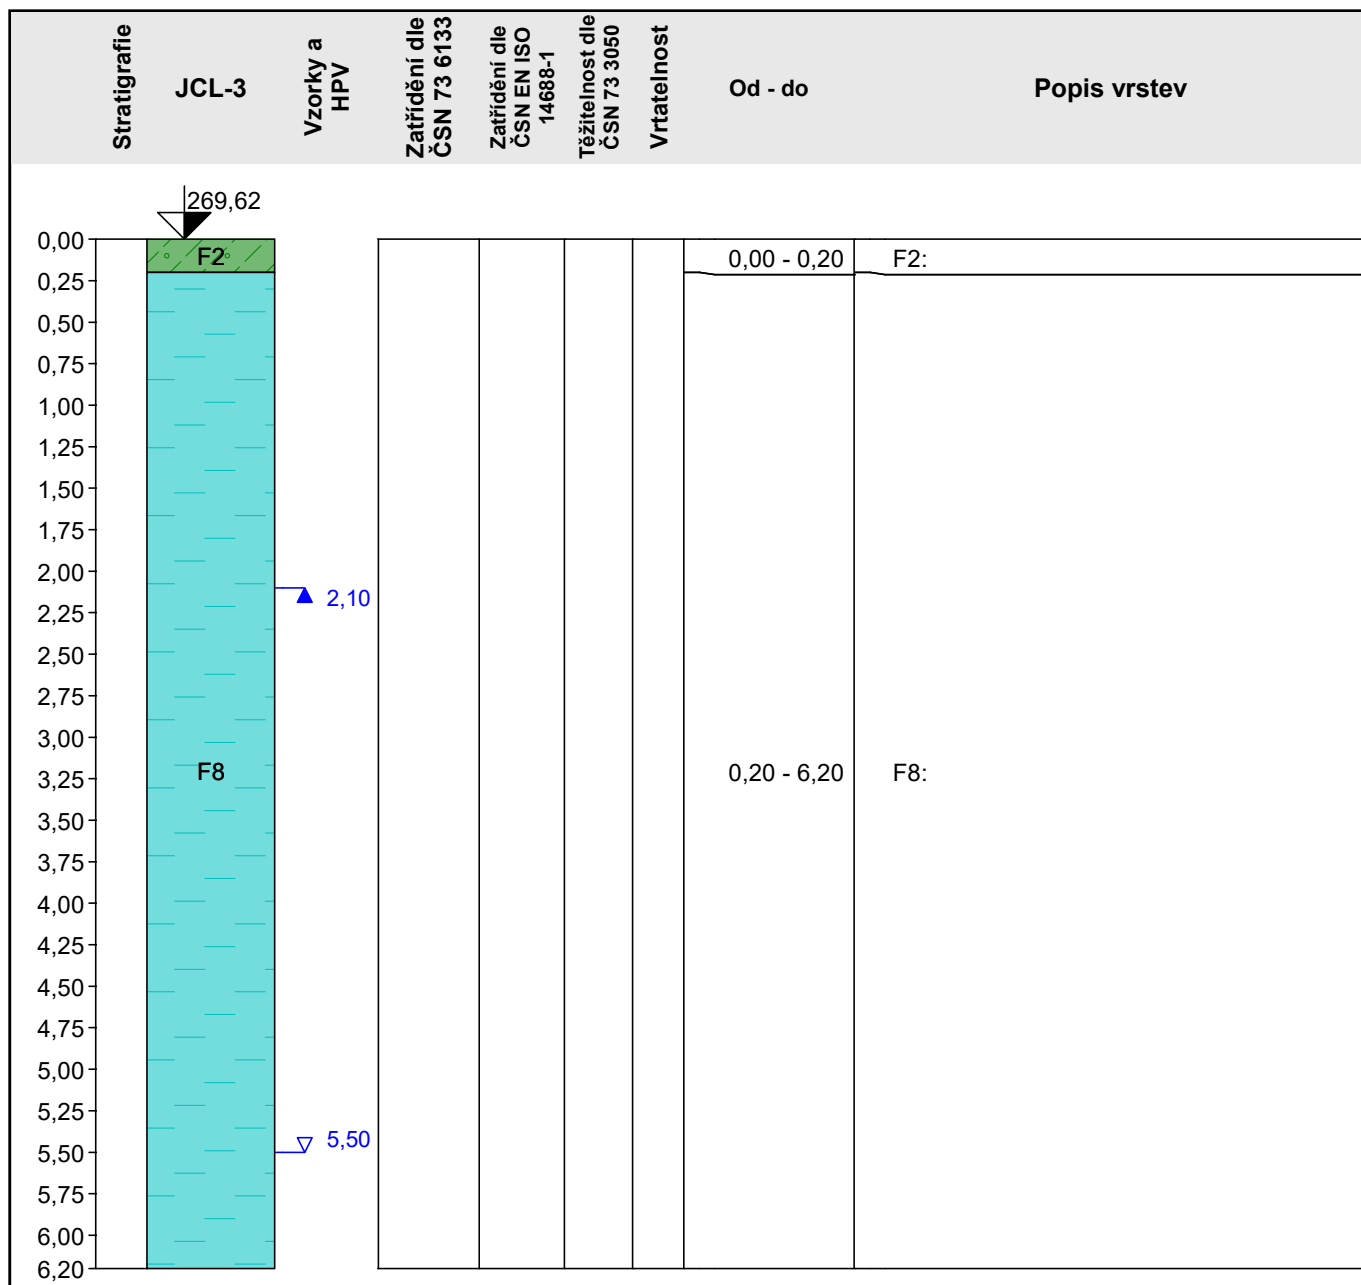 Stratigrafie
JCL-3
Vzorky a
HPV
Zatřídění dle
ČSN 73 6133
Zatřídění dle
ČSN EN ISO
14688-1
Těžitelnost dle
ČSN 73 3050
Vrtatelnost
Od - do
Popis vrstev
269,62
0,00
F2
0,00 - 0,20
F2:
0,25
0,50
0,75
1,00
1,25
1,50
1,75
2,00
2,10
2,25
2,50
2,75
3,00
F8
0,20 - 6,20
F8:
3,25
3,50
3,75
4,00
4,25
4,50
4,75
5,00
5,25
5,50
5,50
5,75
6,00
6,20